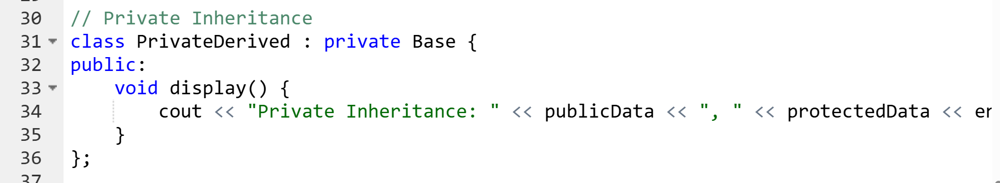 30 // Private Inheritance
31 class PrivateDerived : private Base {
32 public:
33     void display() {
34         cout << "Private Inheritance: " << publicData << ", " << protectedData <<
35     }
36 };
37